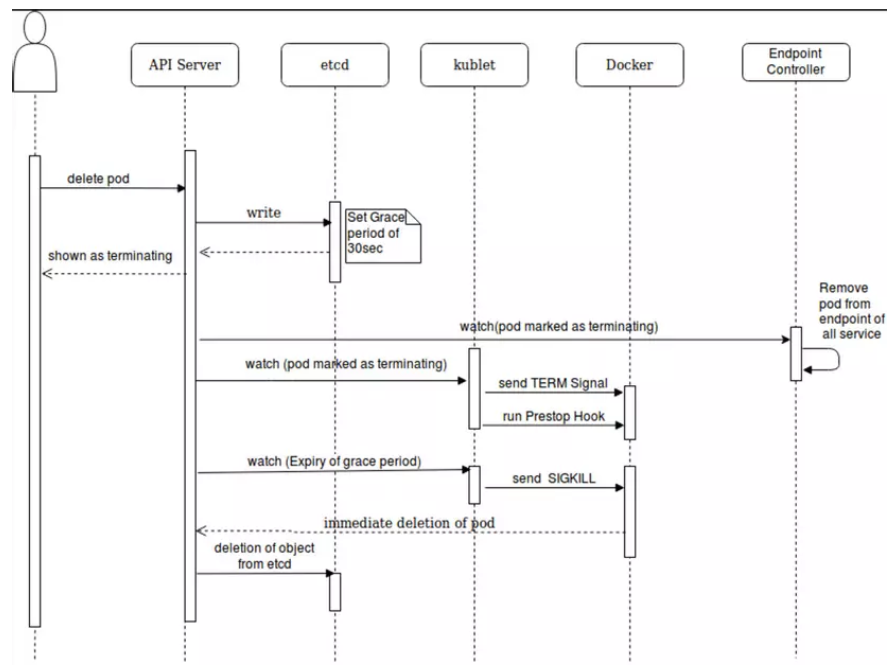 API Server
etcd
kublet
Docker
Endpoint
Controller
delete pod
write
Set Grace
period of
30sec
shown as terminating
Remove
pod from
endpoint of
all service
watch(pod marked as terminating)
watch (pod marked as terminating)
send TERM Signal
run Prestop Hook
watch (Expiry of grace period)
send SIGKILL
immediate deletion of pod
deletion of object
from etcd